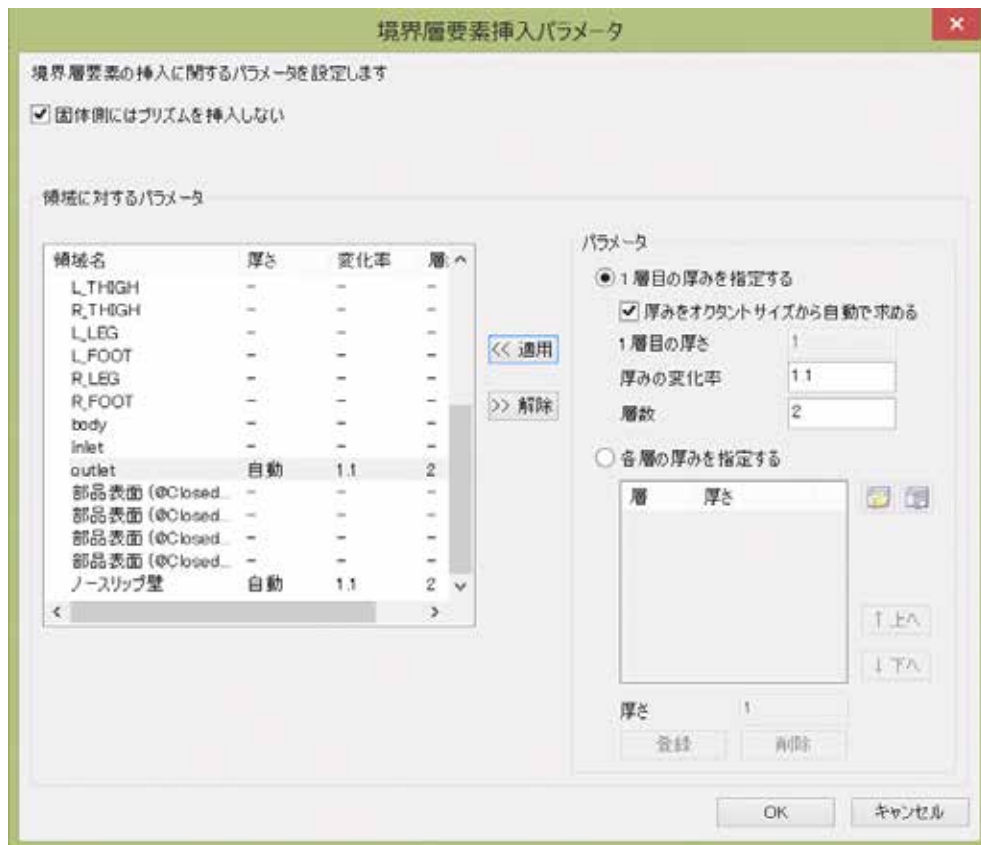 境界層要素挿入パラメータ
境界層要素の挿入に関するパラメータを設定します
固体側にはプリズムを挿入しない
領域に対するパラメータ
領域名 厚さ 変化率 層
L_THIGH - - -
R_THIGH - - -
L_LEG - - -
L_FOOT - - -
R_LEG - - -
R_FOOT - - -
body - - -
inlet - - -
outlet 自動 1.1 2
部品表面 (@Closed... - - -
部品表面 (@Closed... - - -
部品表面 (@Closed... - - -
部品表面 (@Closed... - - -
ノースリップ壁 自動 1.1 2
<< 適用
>> 解除
パラメータ
1層目の厚みを指定する
厚みをオクタントサイズから自動で求める
1層目の厚さ 1
厚みの変化率 1.1
層数 2
各層の厚みを指定する
層 厚さ
↑ 上へ
↓ 下へ
厚さ 1
登録 削除
OK キャンセル